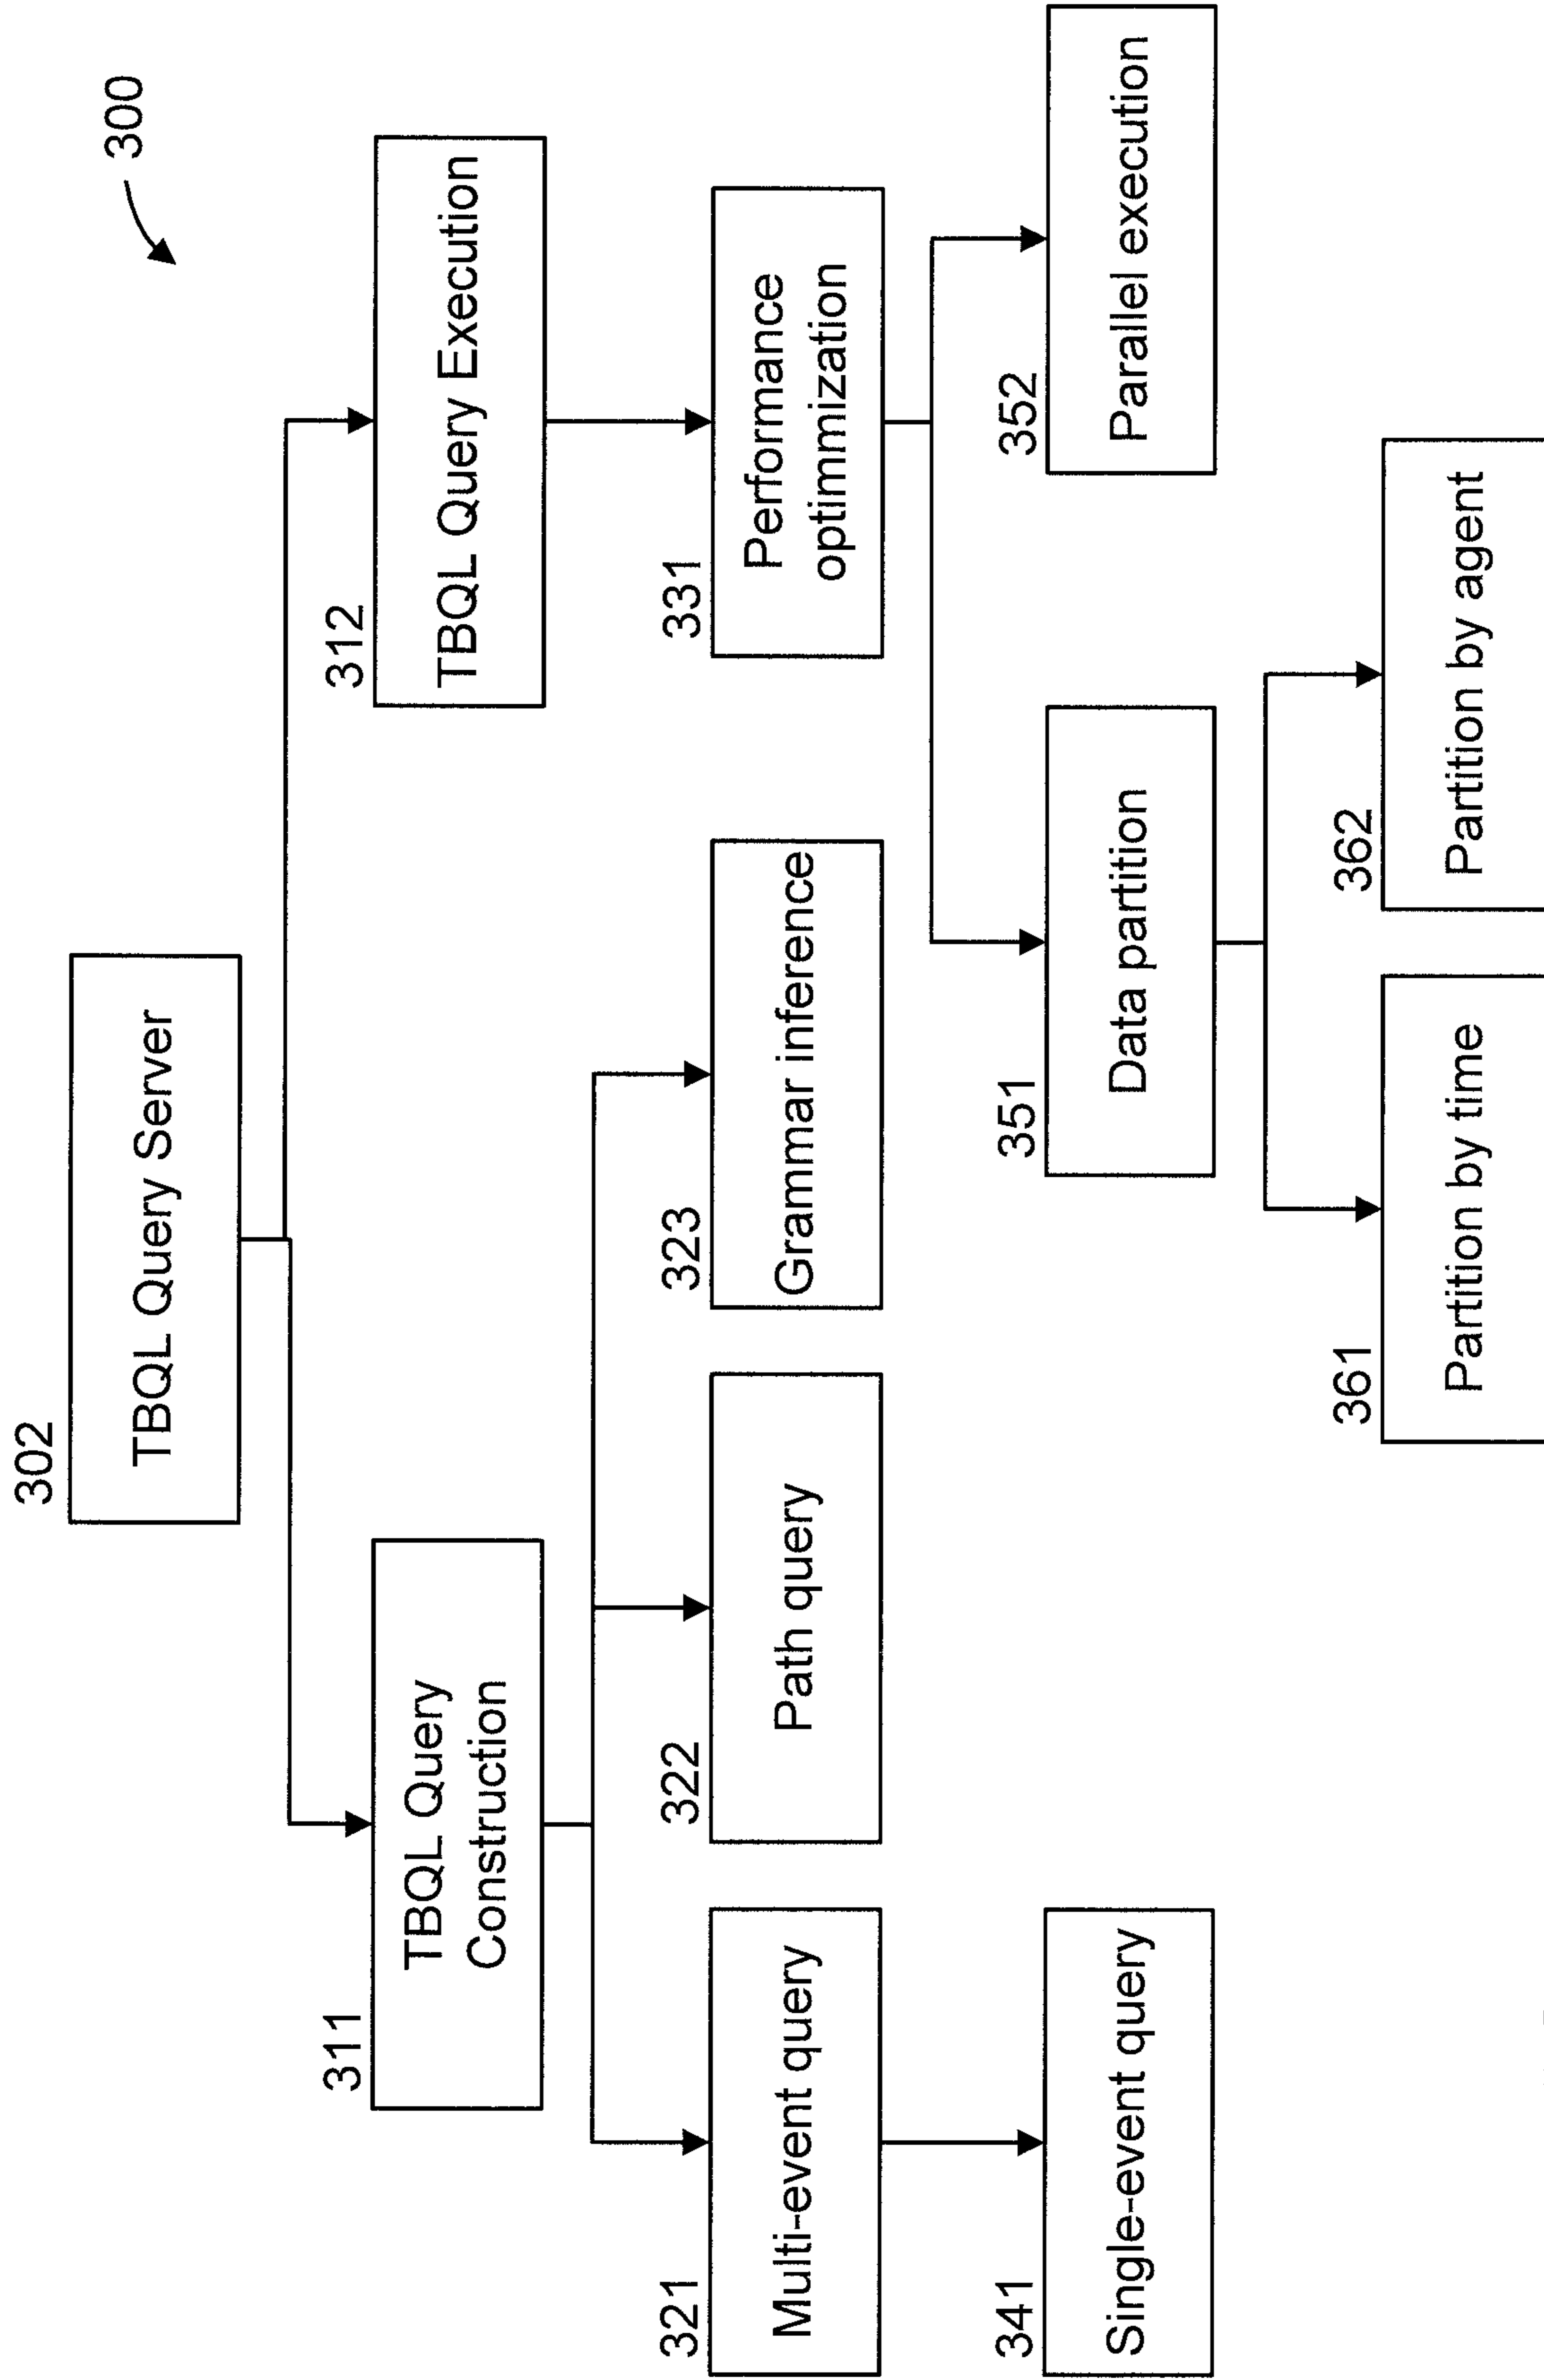 300
302
TBQL Query Server
311
TBQL Query
Construction
312
TBQL Query Execution
321
Multi-event query
322
Path query
323
Grammar inference
331
Performance
optimmization
341
Single-event query
351
Data partition
352
Parallel execution
361
Partition by time
362
Partition by agent